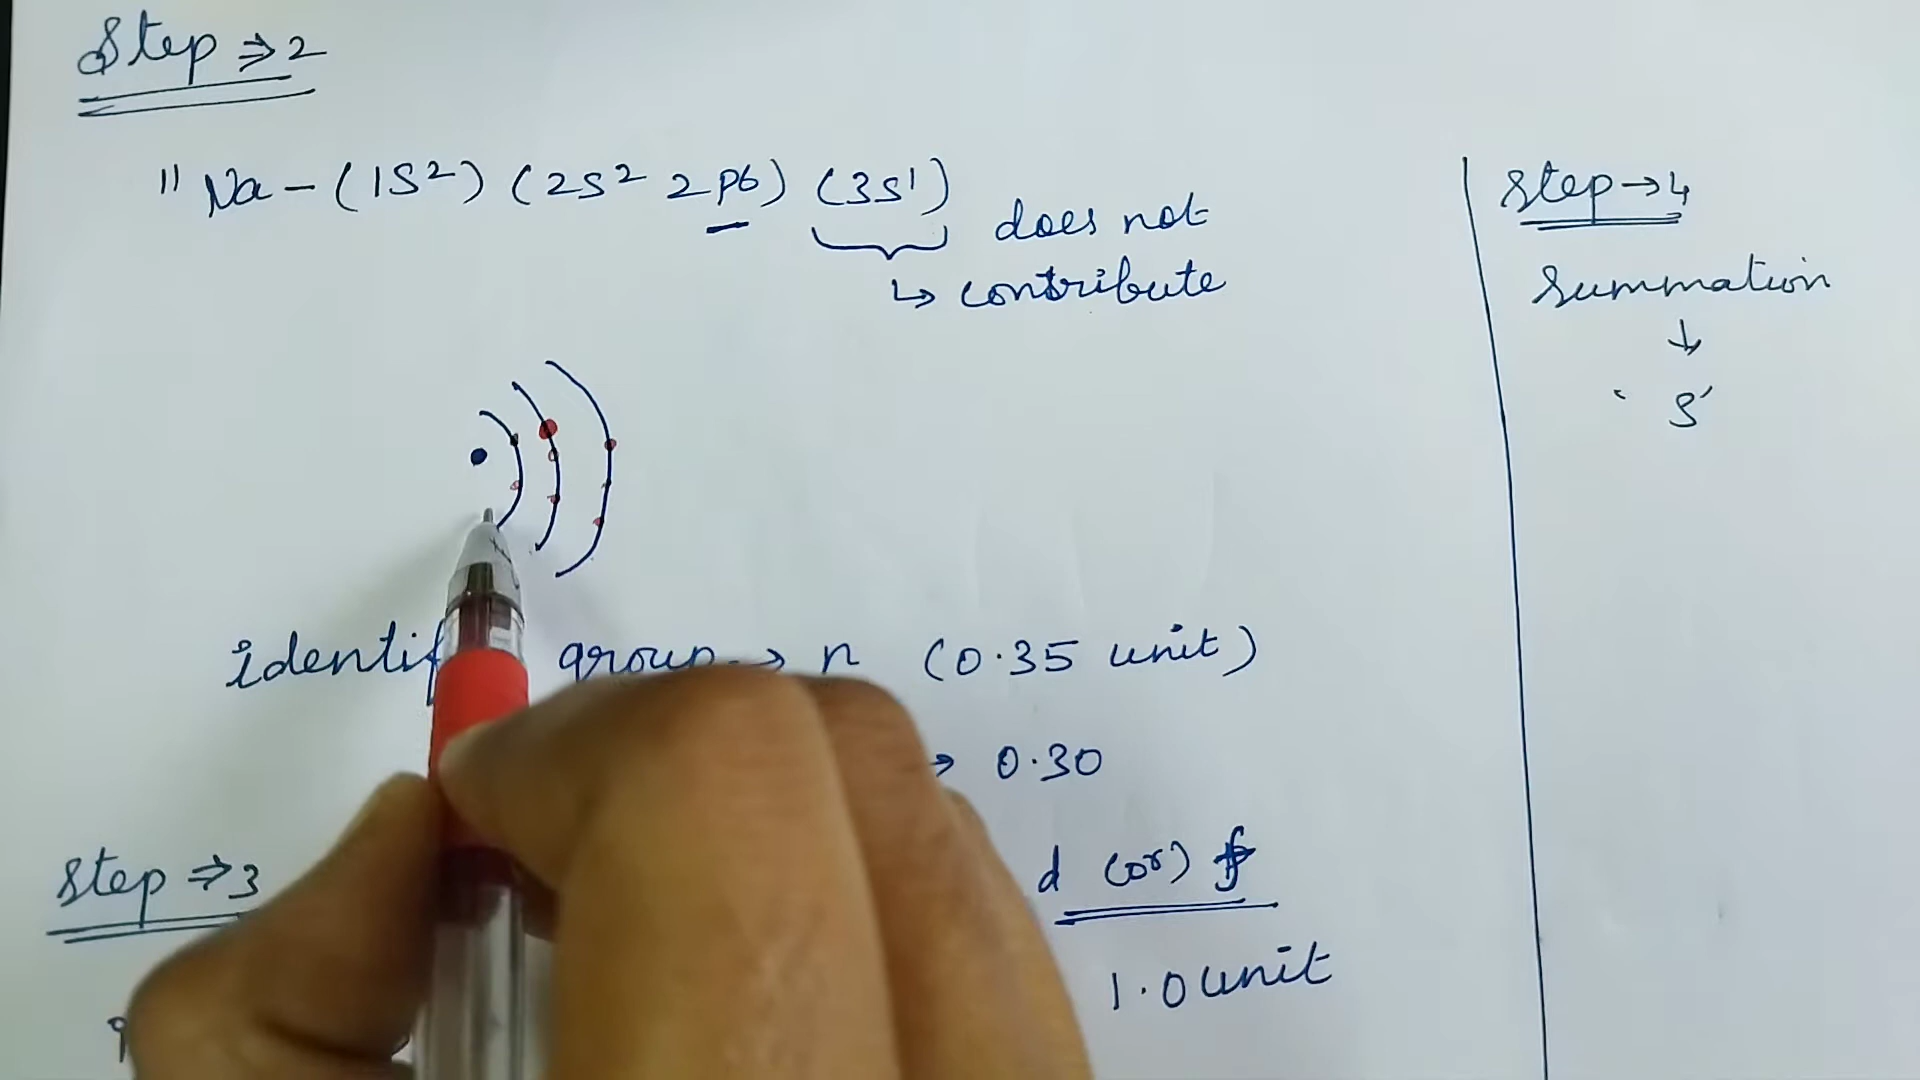 Step ⇒ 2
11 Na - (1S²) (2S² 2p6) (3s¹)
does not
↳ contribute
group → n (0.35 unit)
→ 0.30
Step ⇒ 3
d (or) f
1.0 unit
Step → 4
Summation
↓
'S'